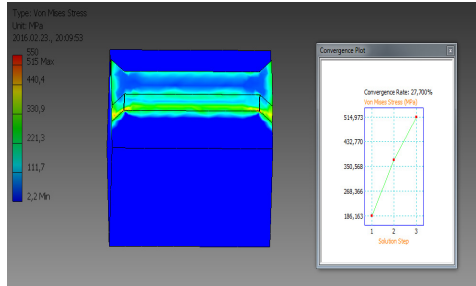 Type: Von Mises Stress
Unit: MPa
2016.02.23., 20:09:53
550
515 Max
440,4
330,9
221,3
111,7
2,2 Min
Convergence Plot
Convergence Rate: 27,700%
Von Mises Stress (MPa)
514,973
432,770
350,568
268,366
186,163
1 2 3
Solution Step